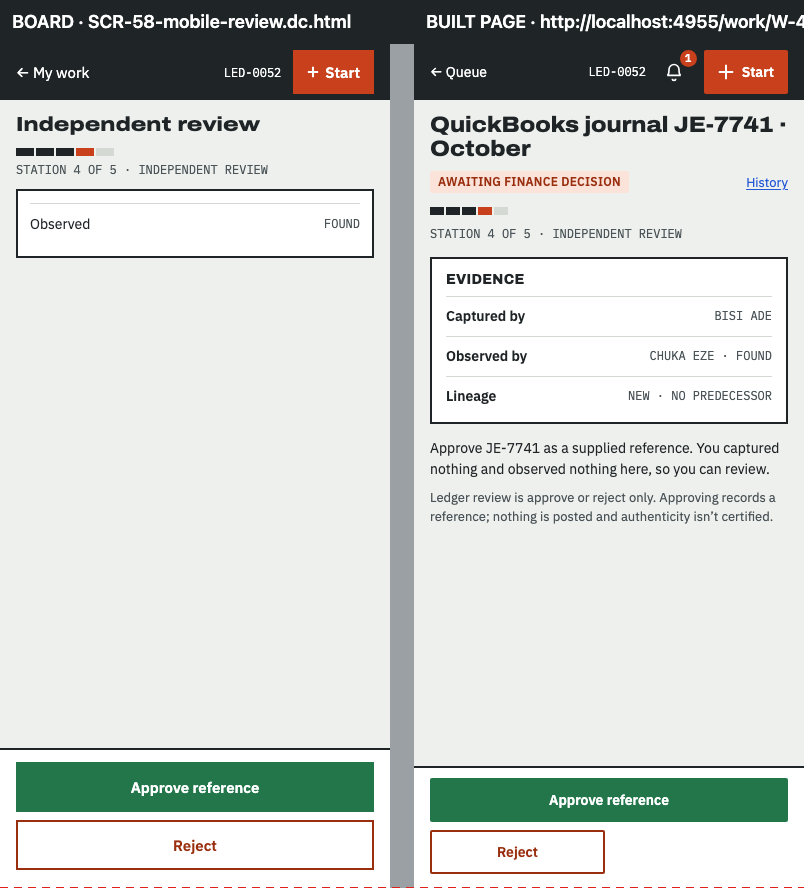 BOARD · SCR-58-mobile-review.dc.html
← My work
LED-0052
+ Start
Independent review
STATION 4 OF 5 · INDEPENDENT REVIEW
Observed
FOUND
Approve reference
Reject
BUILT PAGE · http://localhost:4955/work/W-4
← Queue
LED-0052
1
+ Start
QuickBooks journal JE-7741 ·
October
AWAITING FINANCE DECISION
History
STATION 4 OF 5 · INDEPENDENT REVIEW
EVIDENCE
Captured by
BISI ADE
Observed by
CHUKA EZE · FOUND
Lineage
NEW · NO PREDECESSOR
Approve JE-7741 as a supplied reference. You captured
nothing and observed nothing here, so you can review.
Ledger review is approve or reject only. Approving records a
reference; nothing is posted and authenticity isn’t certified.
Approve reference
Reject